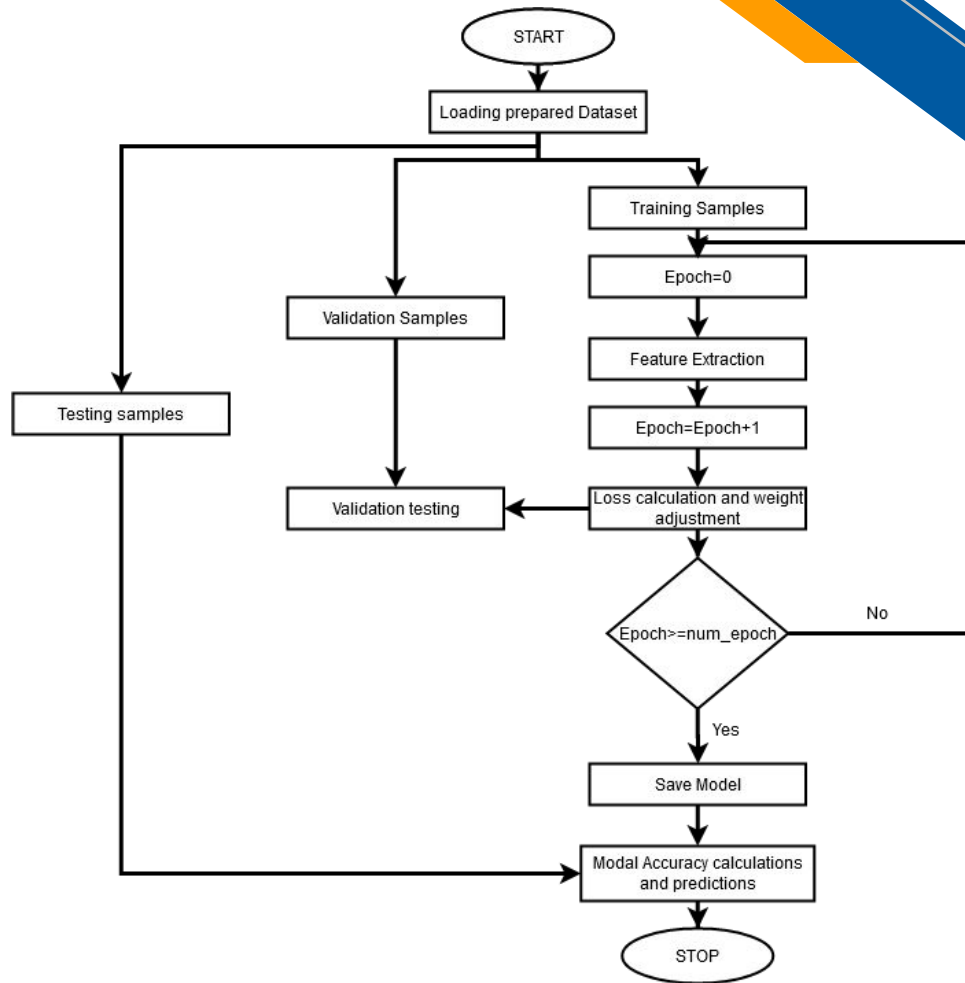 START
Loading prepared Dataset
Training Samples
Epoch=0
Validation Samples
Feature Extraction
Testing samples
Epoch=Epoch+1
Validation testing
Loss calculation and weight
adjustment
Epoch>=num_epoch
No
Yes
Save Model
Modal Accuracy calculations
and predictions
STOP